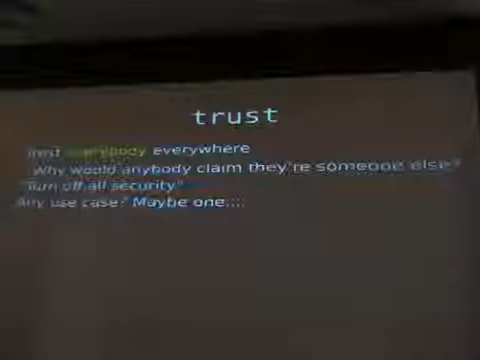 trust
trust everybody everywhere
Why would anybody claim they're someone else?
"Turn off all security"
Any use case? Maybe one....